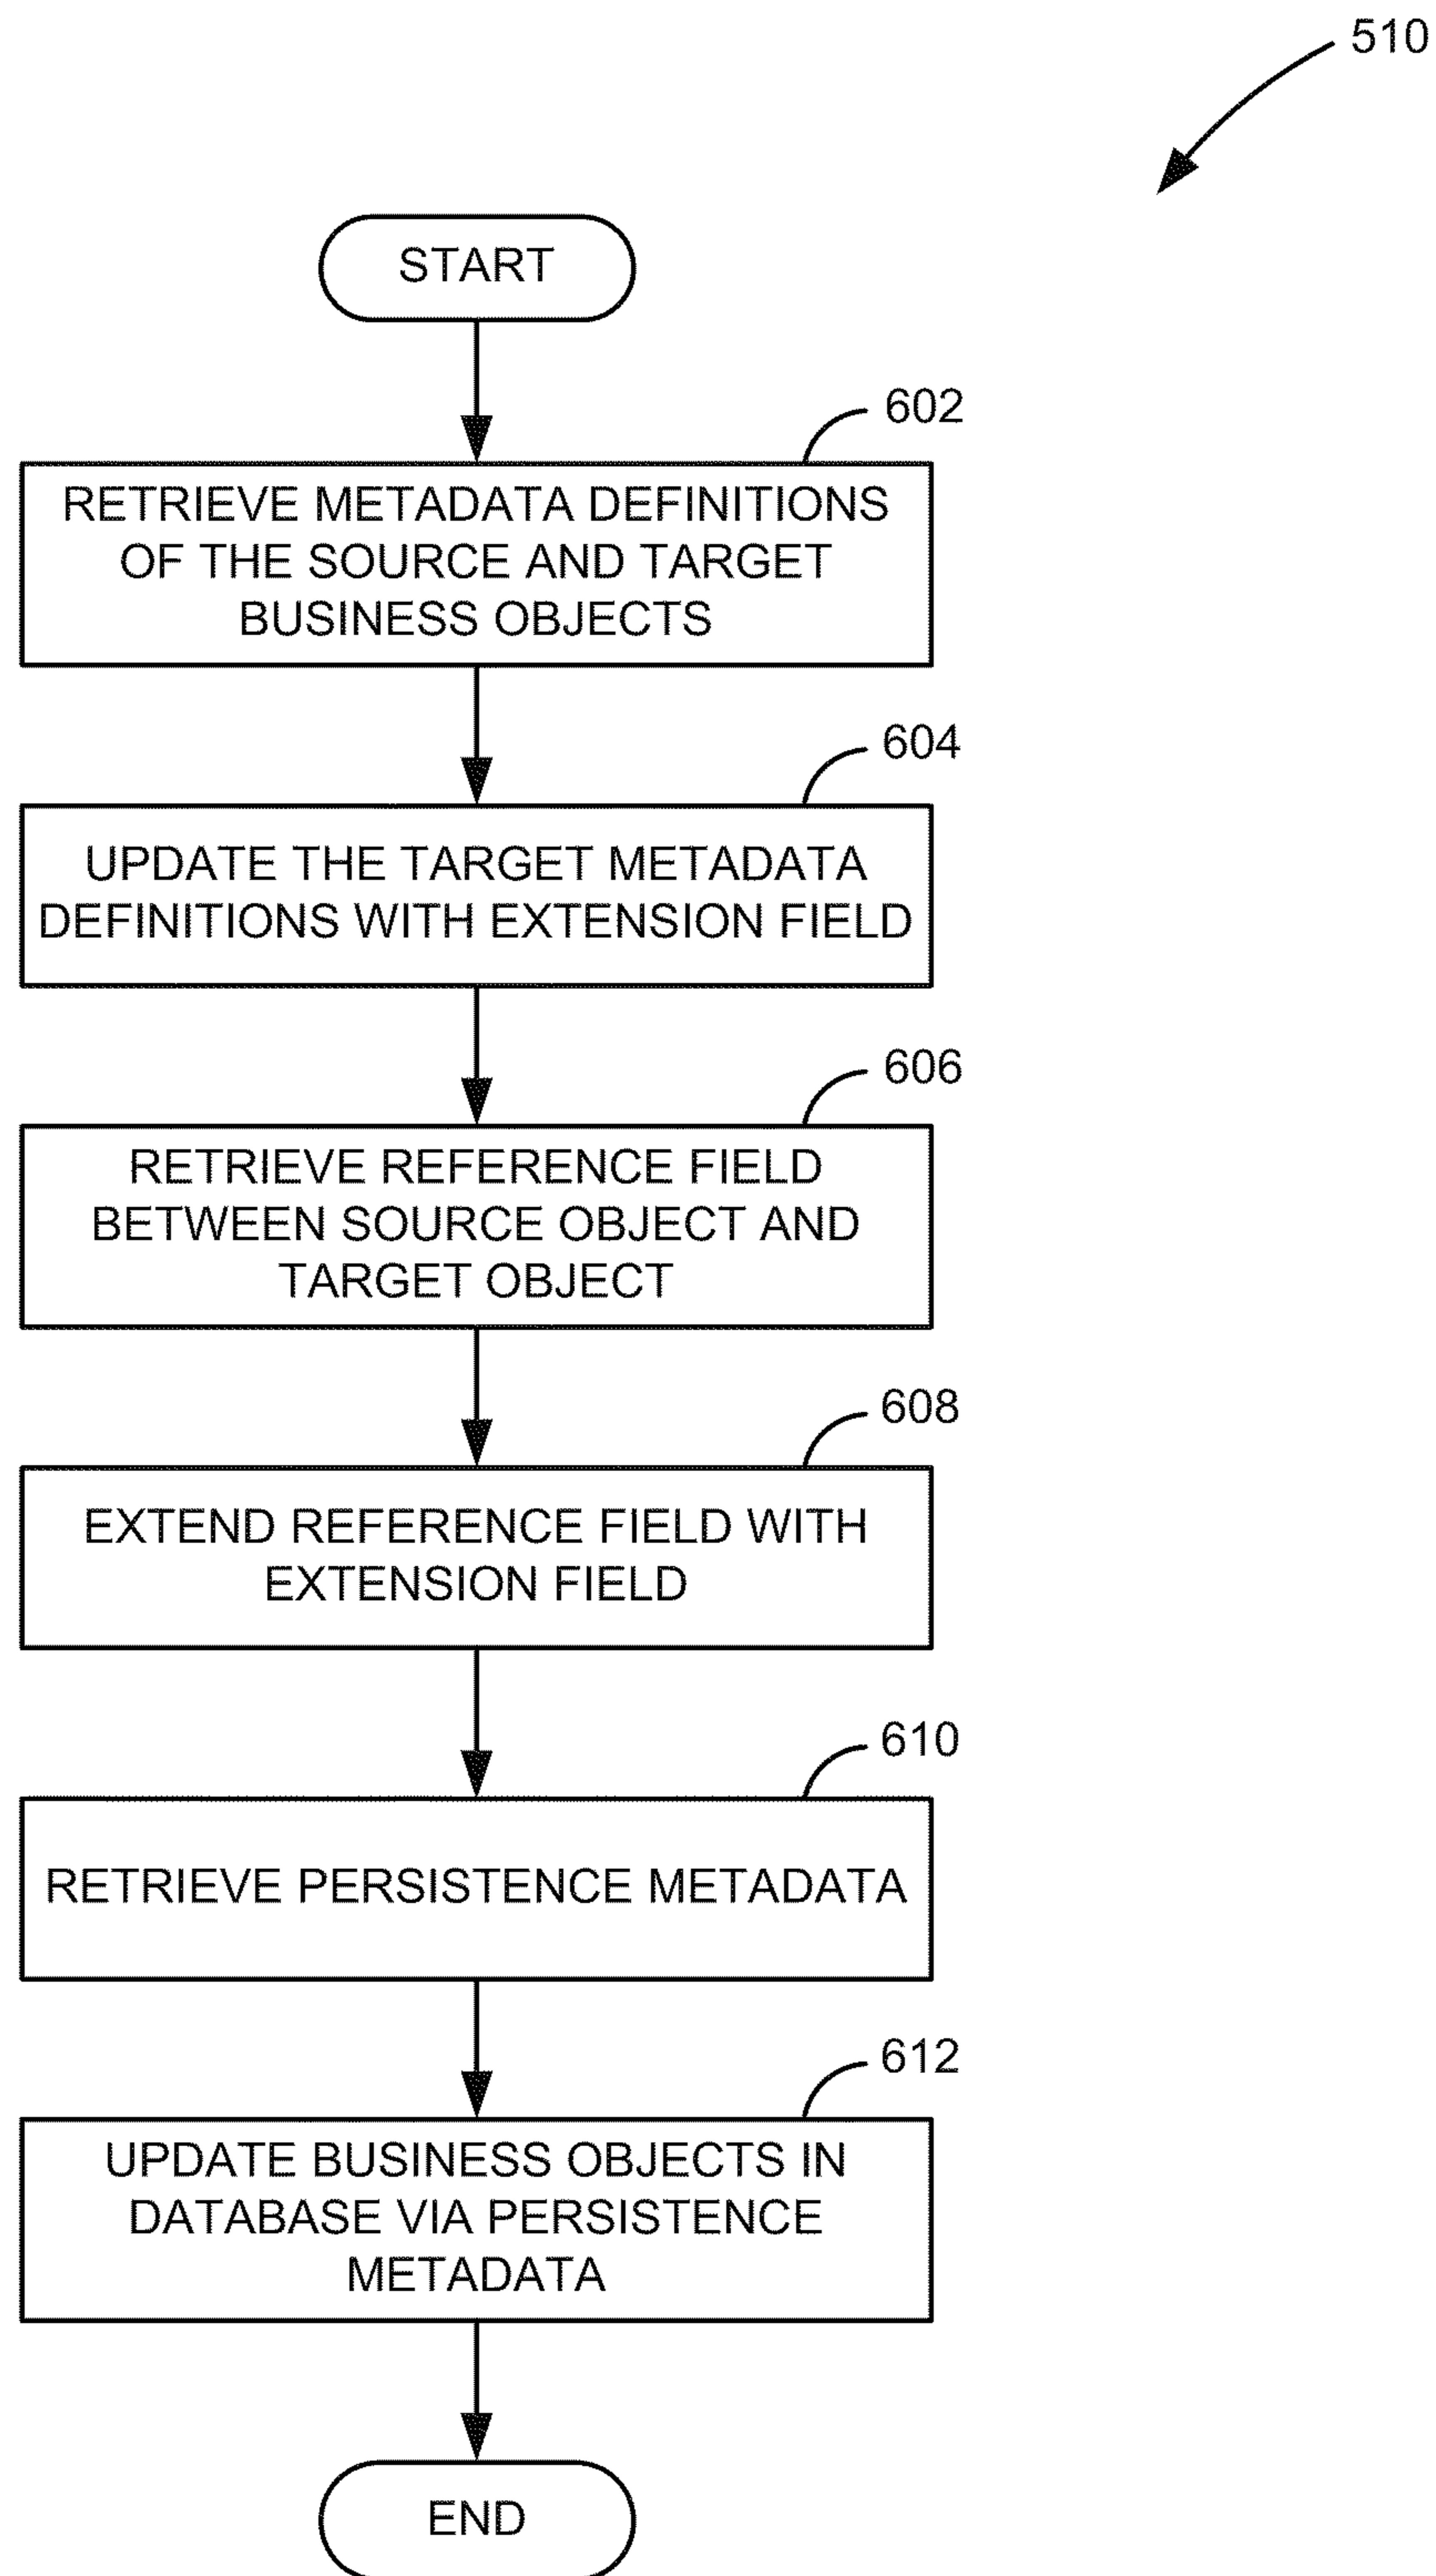 510
START
602
RETRIEVE METADATA DEFINITIONS
OF THE SOURCE AND TARGET
BUSINESS OBJECTS
604
UPDATE THE TARGET METADATA
DEFINITIONS WITH EXTENSION FIELD
606
RETRIEVE REFERENCE FIELD
BETWEEN SOURCE OBJECT AND
TARGET OBJECT
608
EXTEND REFERENCE FIELD WITH
EXTENSION FIELD
610
RETRIEVE PERSISTENCE METADATA
612
UPDATE BUSINESS OBJECTS IN
DATABASE VIA PERSISTENCE
METADATA
END